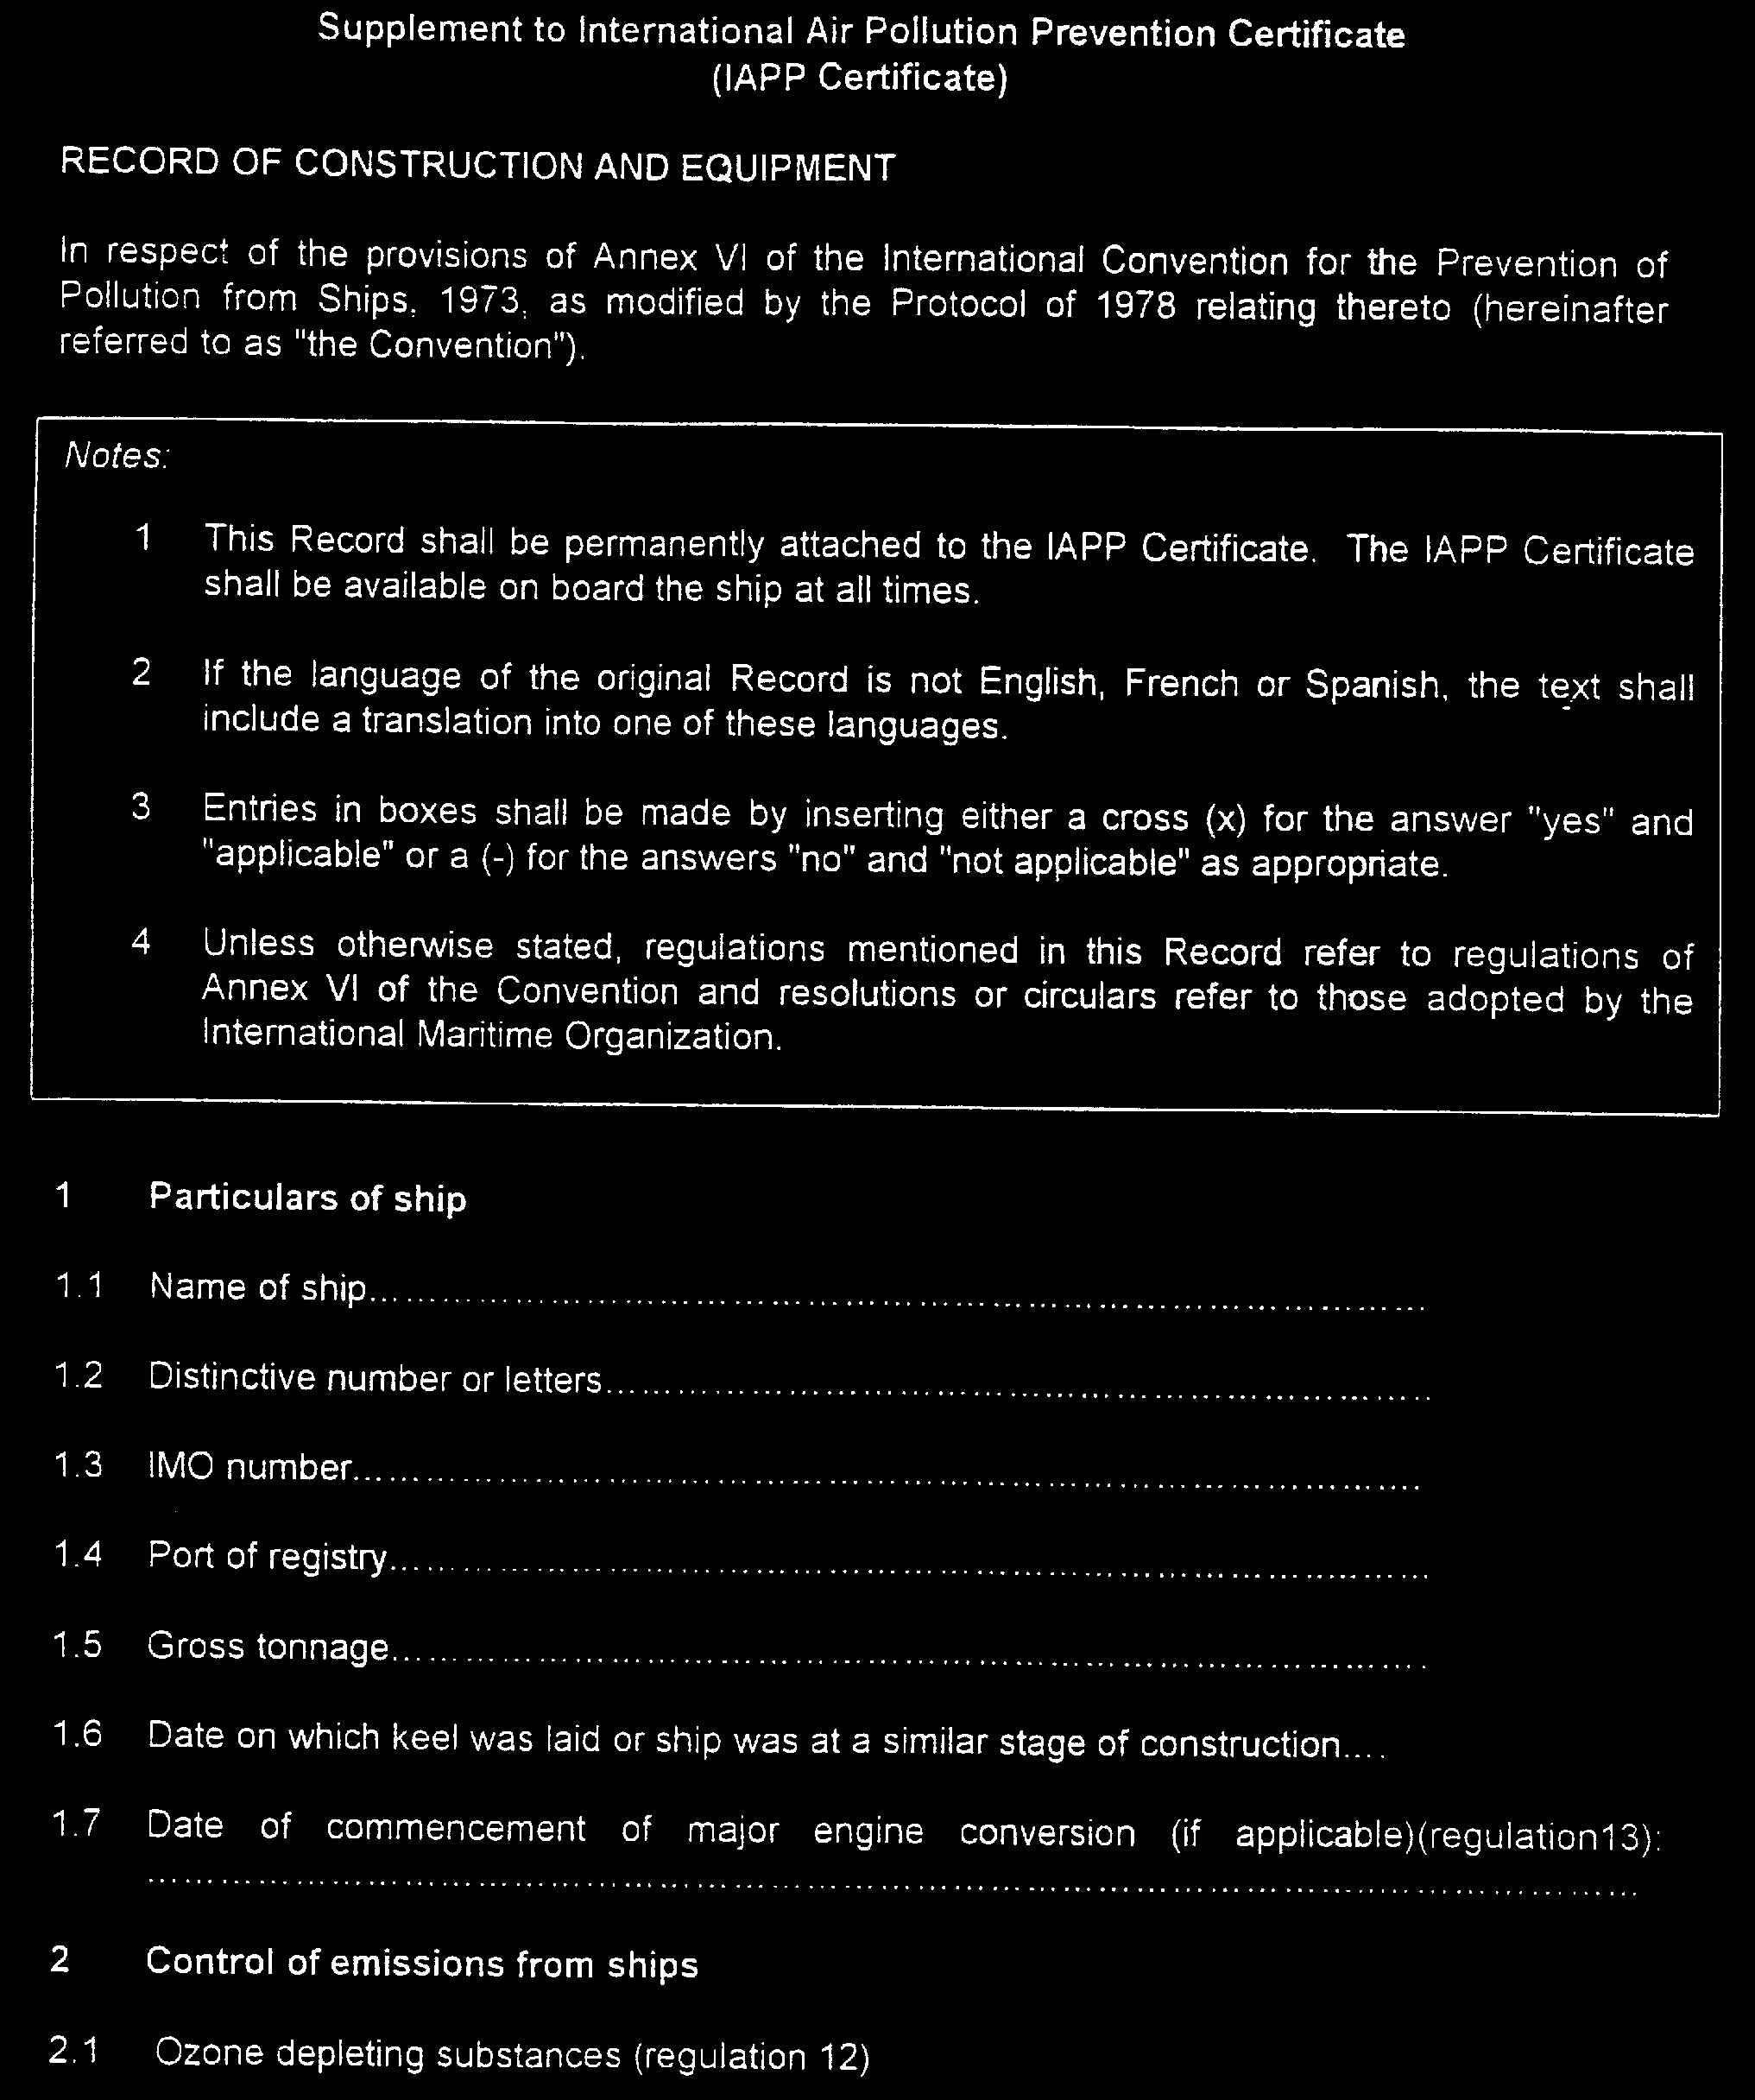 Supplement to International Air Pollution Prevention Certificate
(IAPP Certificate)
RECORD OF CONSTRUCTION AND EQUIPMENT
In respect of the provisions of Annex VI of the International Convention for the Prevention of
Pollution from Ships, 1973, as modified by the Protocol of 1978 relating thereto (hereinafter
referred to as "the Convention").
Notes:
1 This Record shall be permanently attached to the IAPP Certificate. The IAPP Certificate
shall be available on board the ship at all times.
2 If the language of the original Record is not English, French or Spanish, the text shall
include a translation into one of these languages.
3 Entries in boxes shall be made by inserting either a cross (x) for the answer "yes" and
"applicable" or a (-) for the answers "no" and "not applicable" as appropriate.
4 Unless otherwise stated, regulations mentioned in this Record refer to regulations of
Annex VI of the Convention and resolutions or circulars refer to those adopted by the
International Maritime Organization.
1 Particulars of ship
1.1 Name of ship..........................................................................
1.2 Distinctive number or letters..........................................................
1.3 IMO number..........................................................................
1.4 Port of registry........................................................................
1.5 Gross tonnage........................................................................
1.6 Date on which keel was laid or ship was at a similar stage of construction....
1.7 Date of commencement of major engine conversion (if applicable)(regulation13):
..........................................................................................................
2 Control of emissions from ships
2.1 Ozone depleting substances (regulation 12)